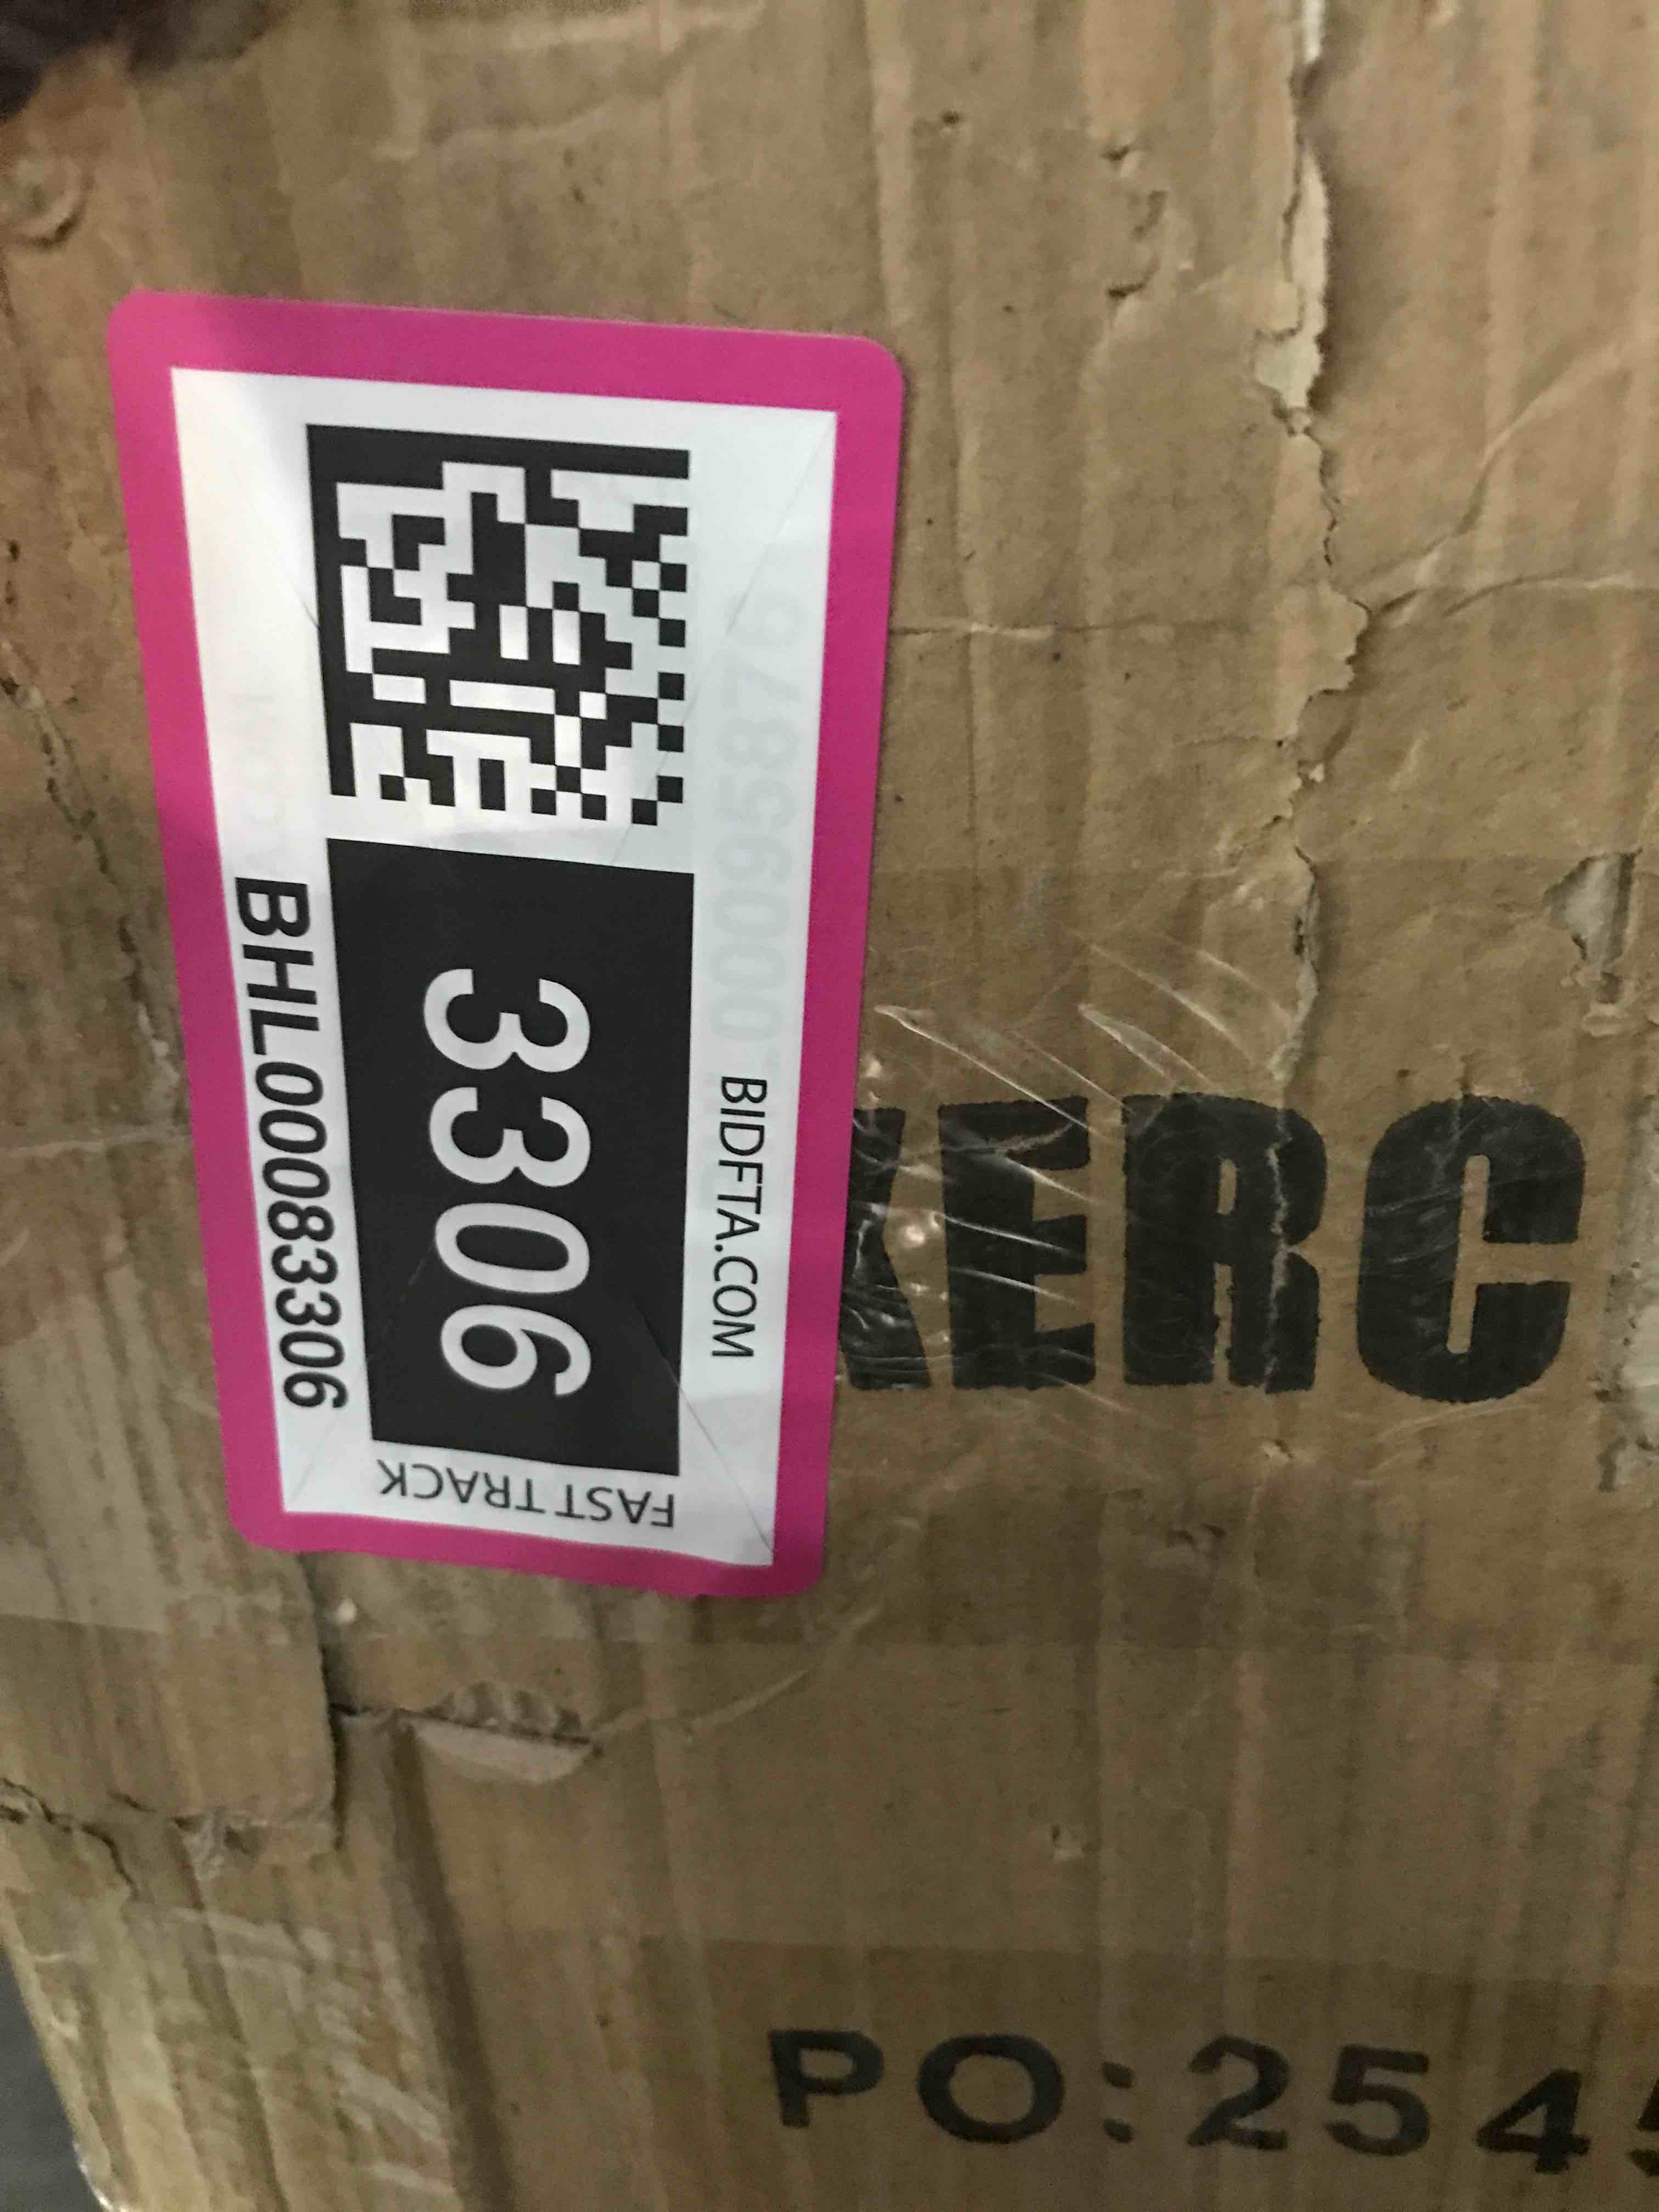 BIDFTA.COM
3306
BHL00083306
FAST TRACK
KERC
PO:254